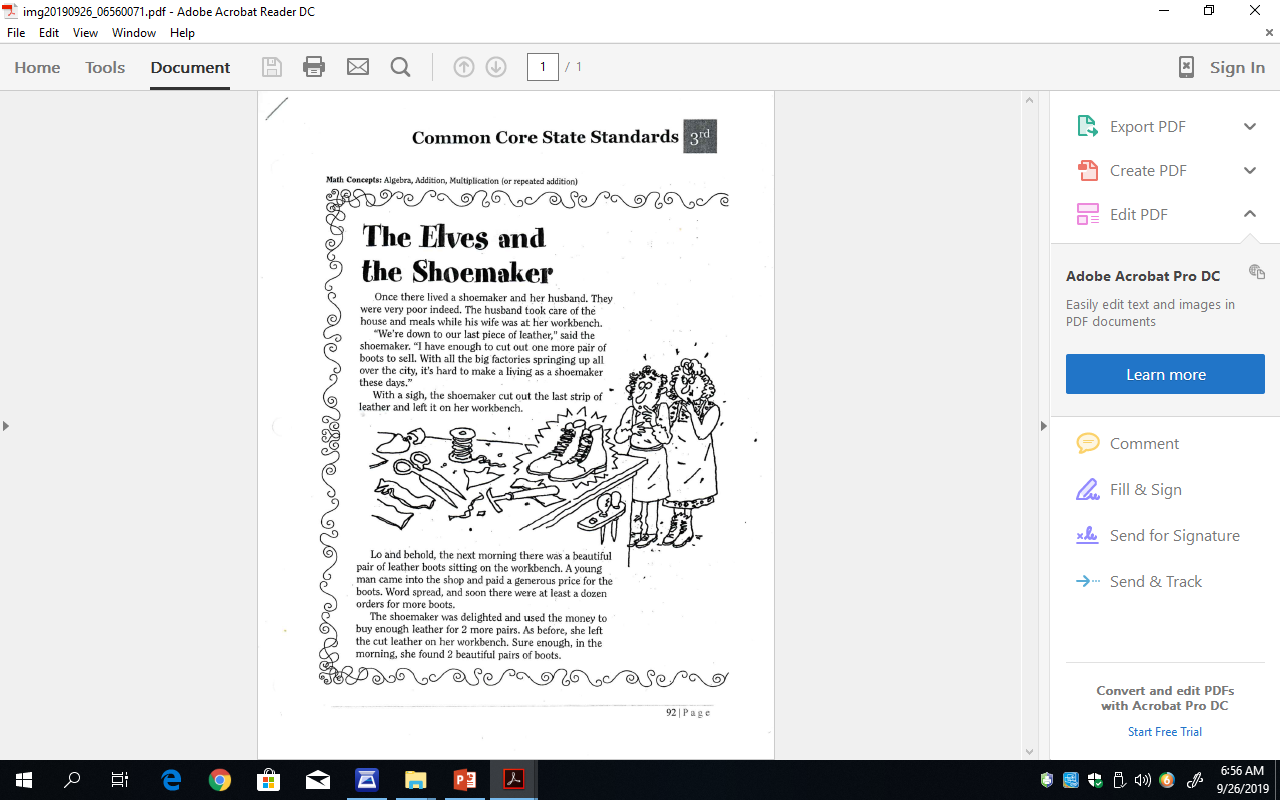 img20190926_06560071.pdf - Adobe Acrobat Reader DC
File Edit View Window Help
Home Tools Document 1 / 1 Sign In
Common Core State Standards 3rd
Math Concepts: Algebra, Addition, Multiplication (or repeated addition)
The Elves and
the Shoemaker
Once there lived a shoemaker and her husband. They
were very poor indeed. The husband took care of the
house and meals while his wife was at her workbench.
"We're down to our last piece of leather," said the
shoemaker. "I have enough to cut out one more pair of
boots to sell. With all the big factories springing up all
over the city, it's hard to make a living as a shoemaker
these days."
With a sigh, the shoemaker cut out the last strip of
leather and left it on her workbench.
Lo and behold, the next morning there was a beautiful
pair of leather boots sitting on the workbench. A young
man came into the shop and paid a generous price for the
boots. Word spread, and soon there were at least a dozen
orders for more boots.
The shoemaker was delighted and used the money to
buy enough leather for 2 more pairs. As before, she left
the cut leather on her workbench. Sure enough, in the
morning, she found 2 beautiful pairs of boots.
92 | Page
Export PDF
Create PDF
Edit PDF
Adobe Acrobat Pro DC
Easily edit text and images in
PDF documents
Learn more
Comment
Fill & Sign
Send for Signature
Send & Track
Convert and edit PDFs
with Acrobat Pro DC
Start Free Trial
6:56 AM
9/26/2019